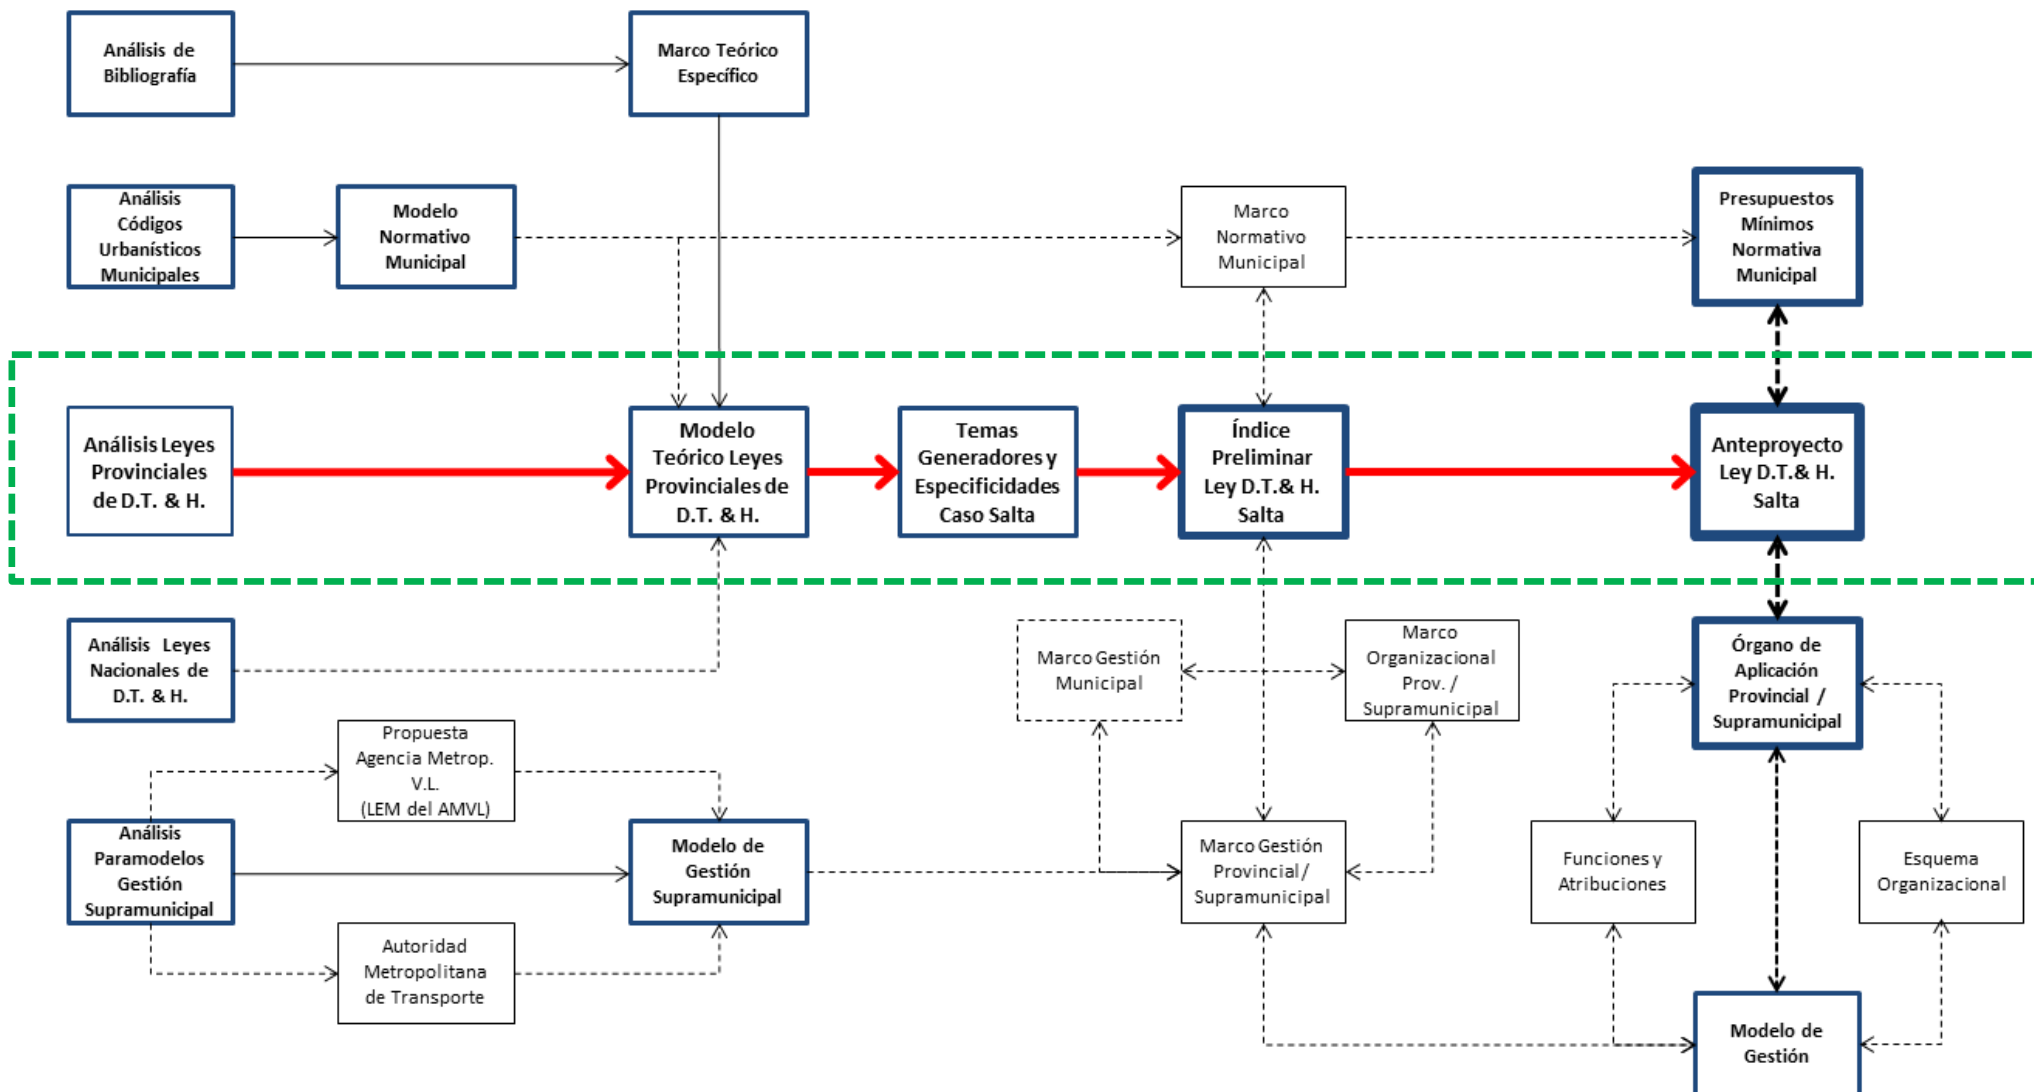 Análisis de
Bibliografía
Marco Teórico
Específico
Análisis
Códigos
Urbanísticos
Municipales
Modelo
Normativo
Municipal
Marco
Normativo
Municipal
Presupuestos
Mínimos
Normativa
Municipal
Análisis Leyes
Provinciales
de D.T. & H.
Modelo
Teórico Leyes
Provinciales de
D.T. & H.
Temas
Generadores y
Especificidades
Caso Salta
Índice
Preliminar
Ley D.T.& H.
Salta
Anteproyecto
Ley D.T.& H.
Salta
Análisis Leyes
Nacionales de
D.T. & H.
Marco Gestión
Municipal
Marco
Organizacional
Prov. /
Supramunicipal
Órgano de
Aplicación
Provincial /
Supramunicipal
Propuesta
Agencia Metrop.
V.L.
(LEM del AMVL)
Análisis
Paramodelos
Gestión
Supramunicipal
Modelo de
Gestión
Supramunicipal
Marco Gestión
Provincial/
Supramunicipal
Funciones y
Atribuciones
Esquema
Organizacional
Autoridad
Metropolitana
de Transporte
Modelo de
Gestión